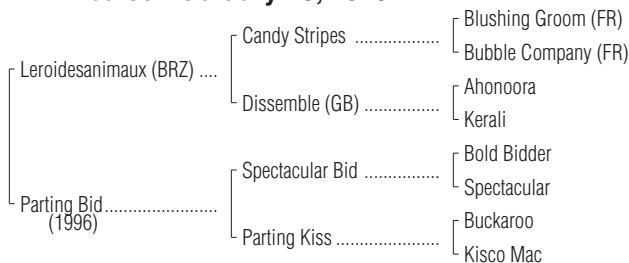 Blushing Groom (FR)
Candy Stripes ....................
Bubble Company (FR)
Leroidesanimaux (BRZ) ....
Ahonoora
Dissemble (GB) ..................
Kerali
Bold Bidder
Spectacular Bid ..................
Spectacular
Parting Bid...........................
(1996)
Buckaroo
Parting Kiss .........................
Kisco Mac